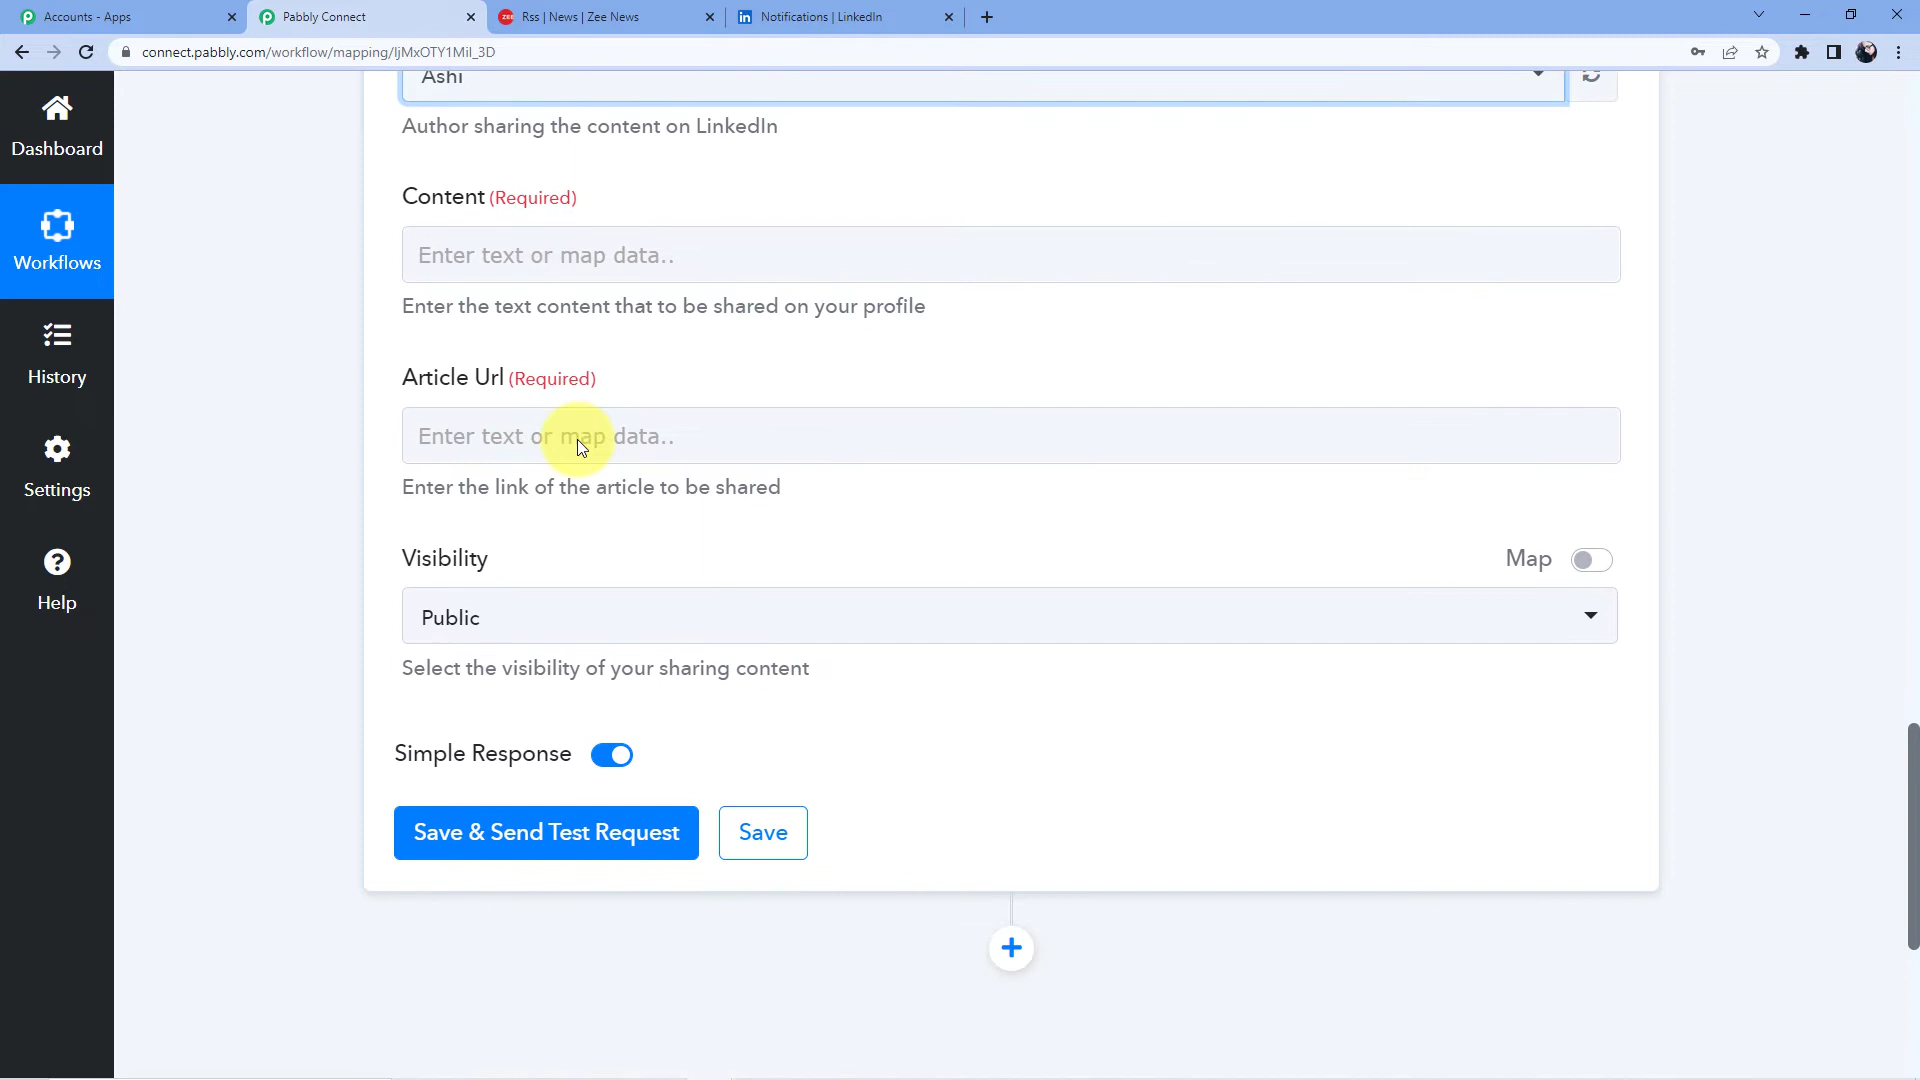 Accounts - Apps
Pabbly Connect
Rss | News | Zee News
Notifications | LinkedIn
connect.pabbly.com/workflow/mapping/IjMxOTY1MiI_3D
Ashi
Author sharing the content on LinkedIn
Dashboard
Content (Required)
Enter text or map data..
Workflows
Enter the text content that to be shared on your profile
History
Article Url (Required)
Enter text or map data..
Enter the link of the article to be shared
Settings
Visibility
Map
Help
Public
Select the visibility of your sharing content
Simple Response
Save & Send Test Request
Save